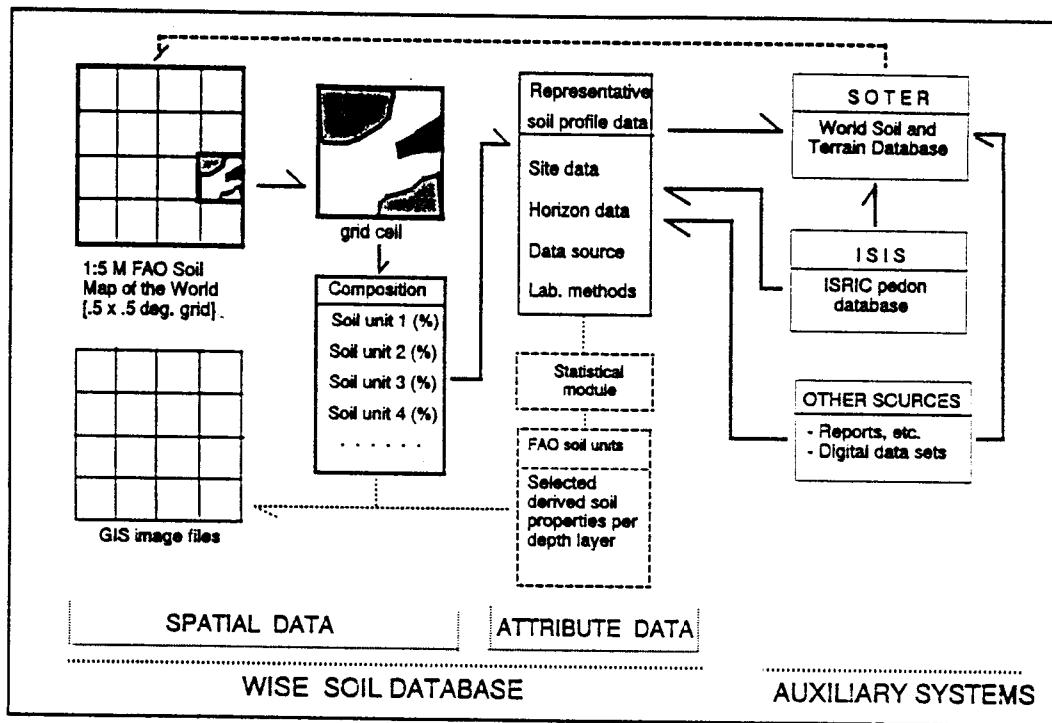 1:5 M FAO Soil
Map of the World
{.5 x .5 deg. grid}
GIS image files
grid cell
Composition
Soil unit 1 (%)
Soil unit 2 (%)
Soil unit 3 (%)
Soil unit 4 (%)
. . . . . .
Representative
soil profile data
Site data
Horizon data
Data source
Lab. methods
Statistical
module
FAO soil units
Selected
derived soil
properties per
depth layer
SOTER
World Soil and
Terrain Database
ISIS
ISRIC pedon
database
OTHER SCURCES
- Reports, etc.
- Digital data sets
SPATIAL DATA
ATTRIBUTE DATA
WISE SOIL DATABASE
AUXILIARY SYSTEMS